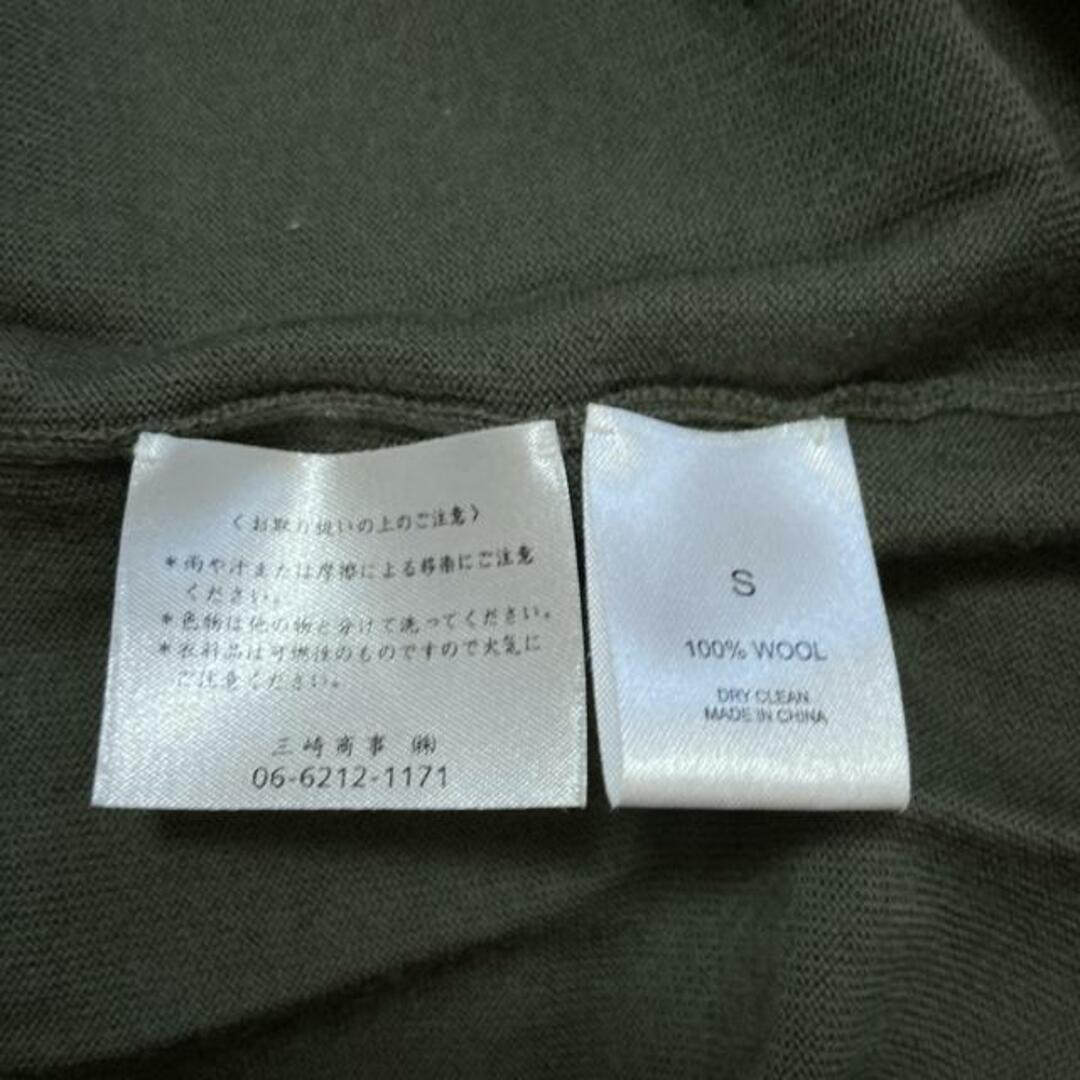 〈お取り扱いの上のご注意〉
*雨や汗または摩擦による移染にご注意
ください。
*色物は他の物と分けて洗ってください。
*衣料品は可燃性のものですので火気に
ご注意ください。
三崎商事 ㈱
06-6212-1171
S
100% WOOL
DRY CLEAN
MADE IN CHINA